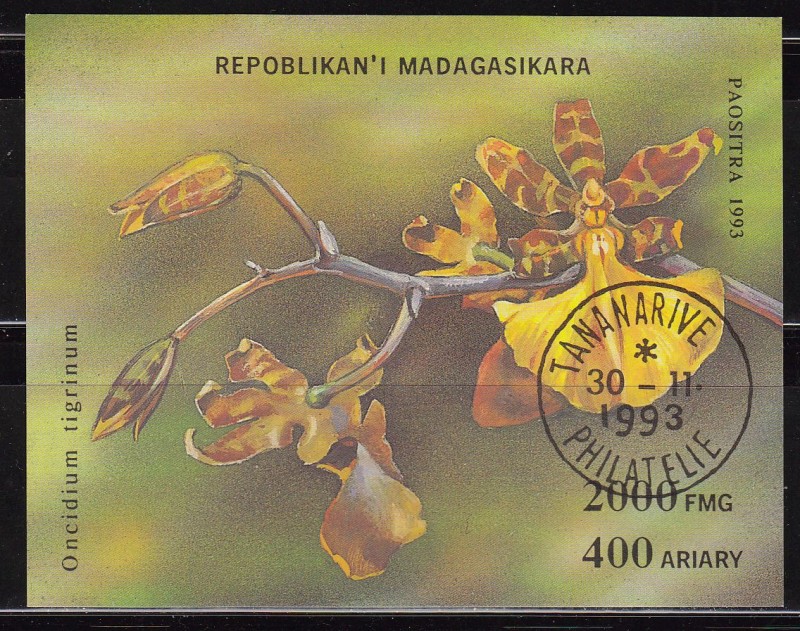 REPOBLIKAN'I MADAGASIKARA
PAOSITRA 1993
Oncidium tigrinum
TANANARIVE
*
30 - 11.
1993
PHILATELIE
2000 FMG
400 ARIARY